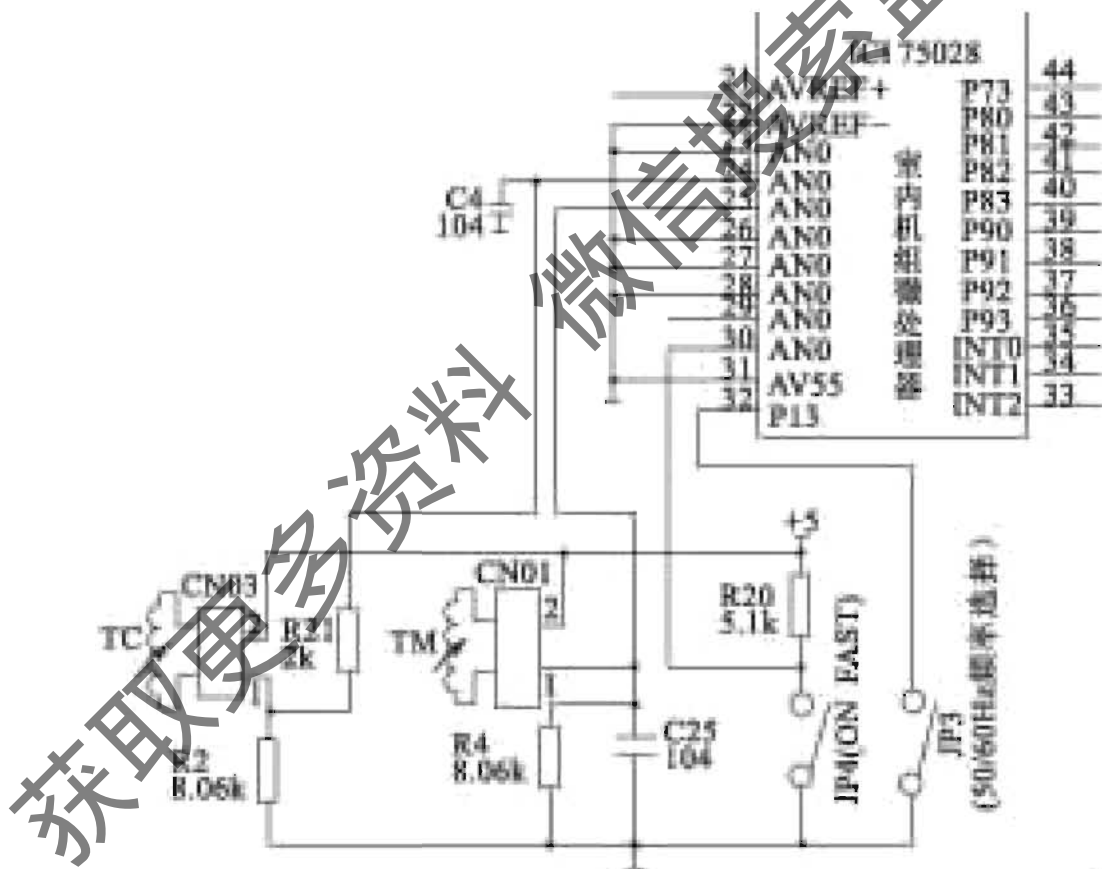 75028
AVREF+
AVREF-
AN0
AN0
AN0
AN0
AN0
AN0
AN0
AN0
AV55
P13
26
27
28
30
31
32
P73
P80
P81
P82
P83
P90
P91
P92
P93
INT0
INT1
INT2
44
43
42
41
40
39
38
37
36
35
34
33
室内机组微处理器
C4
104
+5
CN03
2
1
TC
R21
2k
R2
8.06k
CN01
2
1
TM
R4
8.06k
C25
104
R20
5.1k
JP4(ON FAST)
JP3
(50/60Hz频率选择)
获取更多资料 微信搜索